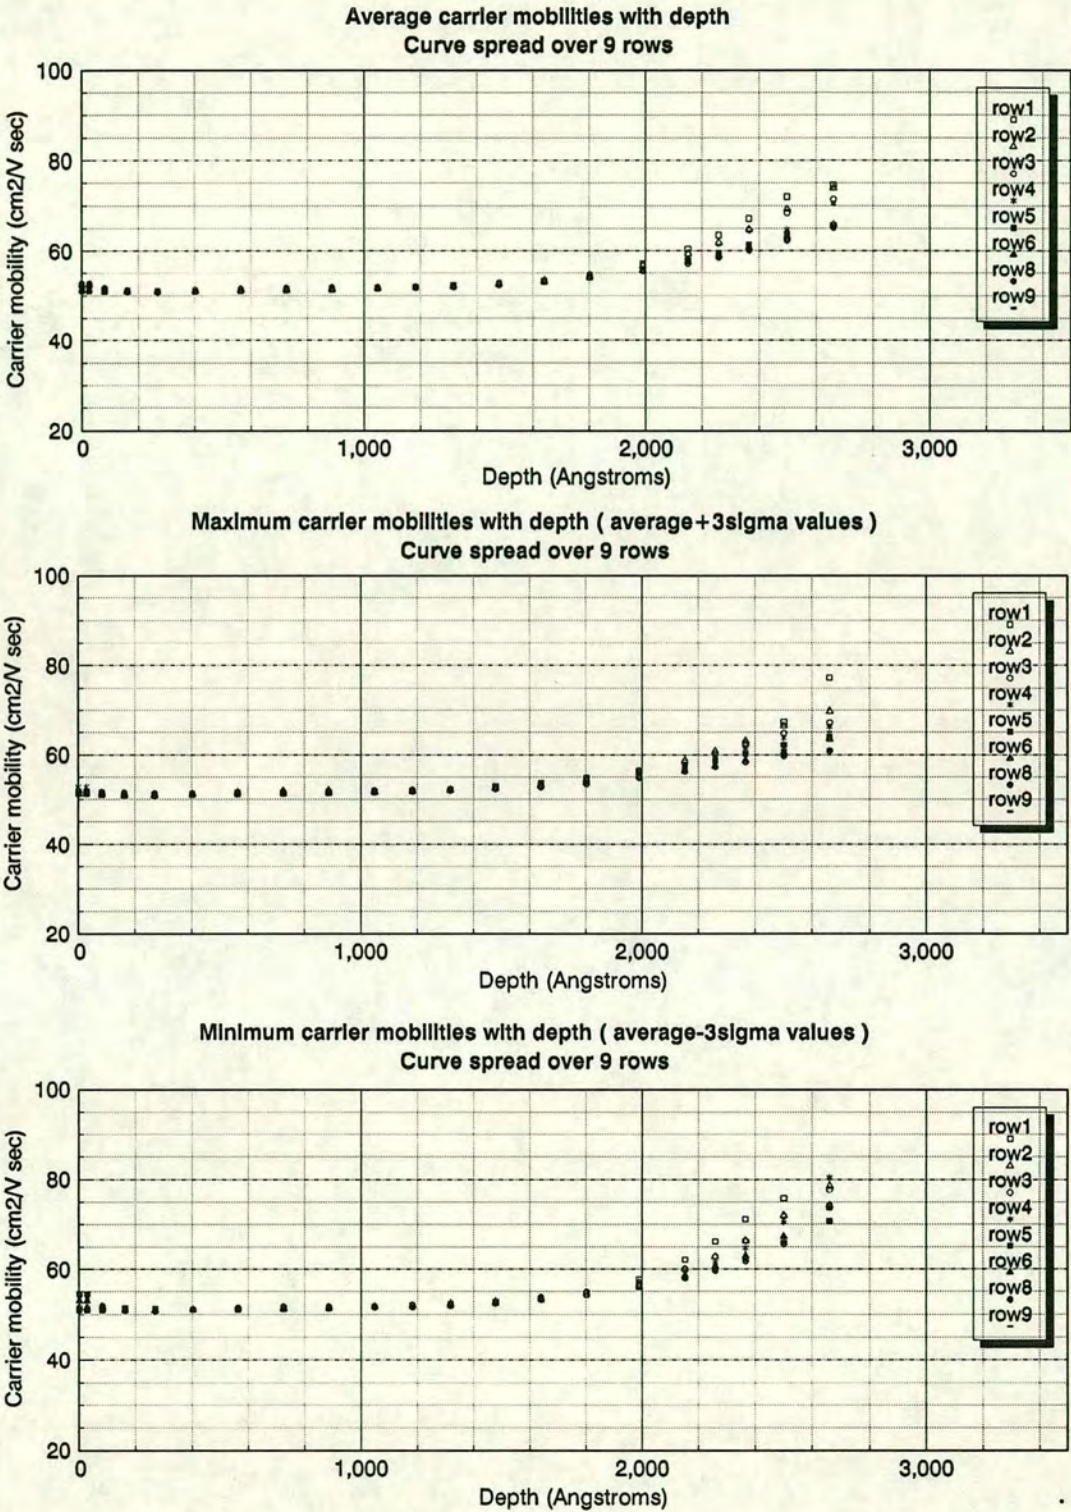 Average carrier mobilities with depth
Curve spread over 9 rows
100
80
60
40
20
Carrier mobility (cm2/V sec)
0
1,000
2,000
3,000
Depth (Angstroms)
row1
row2
row3
row4
row5
row6
row8
row9
Maximum carrier mobilities with depth ( average+3sigma values )
Curve spread over 9 rows
100
80
60
40
20
Carrier mobility (cm2/V sec)
0
1,000
2,000
3,000
Depth (Angstroms)
row1
row2
row3
row4
row5
row6
row8
row9
Minimum carrier mobilities with depth ( average-3sigma values )
Curve spread over 9 rows
100
80
60
40
20
Carrier mobility (cm2/V sec)
0
1,000
2,000
3,000
Depth (Angstroms)
row1
row2
row3
row4
row5
row6
row8
row9